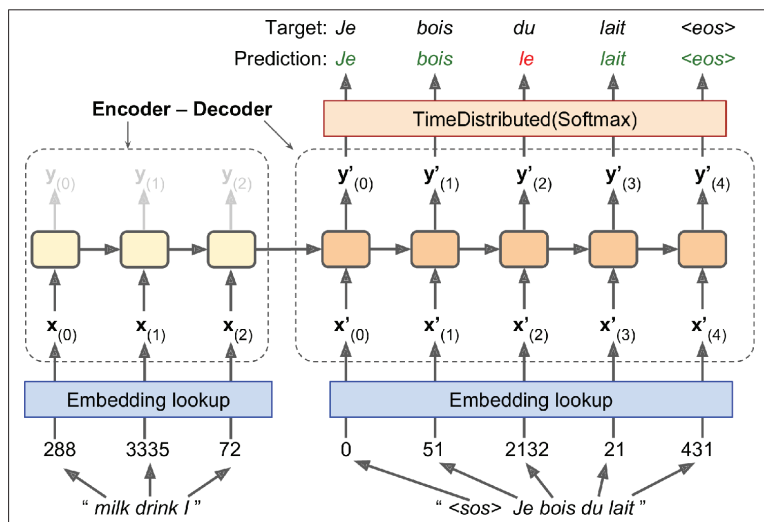 Target: Je bois du lait <eos>
Prediction: Je bois le lait <eos>
Encoder – Decoder
TimeDistributed(Softmax)
y(0) y(1) y(2) y'(0) y'(1) y'(2) y'(3) y'(4)
x(0) x(1) x(2) x'(0) x'(1) x'(2) x'(3) x'(4)
Embedding lookup Embedding lookup
288 3335 72 0 51 2132 21 431
“ milk drink I ” “ <sos> Je bois du lait ”